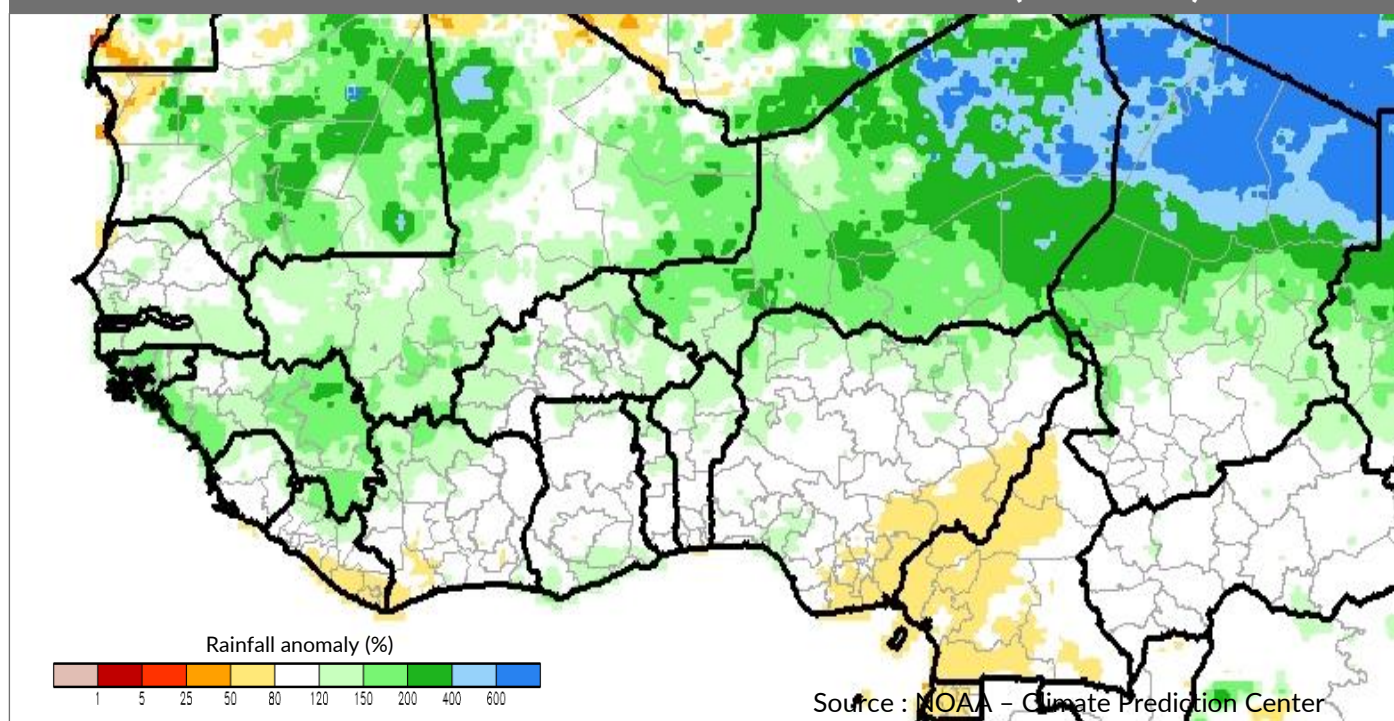 Rainfall anomaly (%)
1 5 25 50 80 120 150 200 400 600
Source : NOAA – Climate Prediction Center